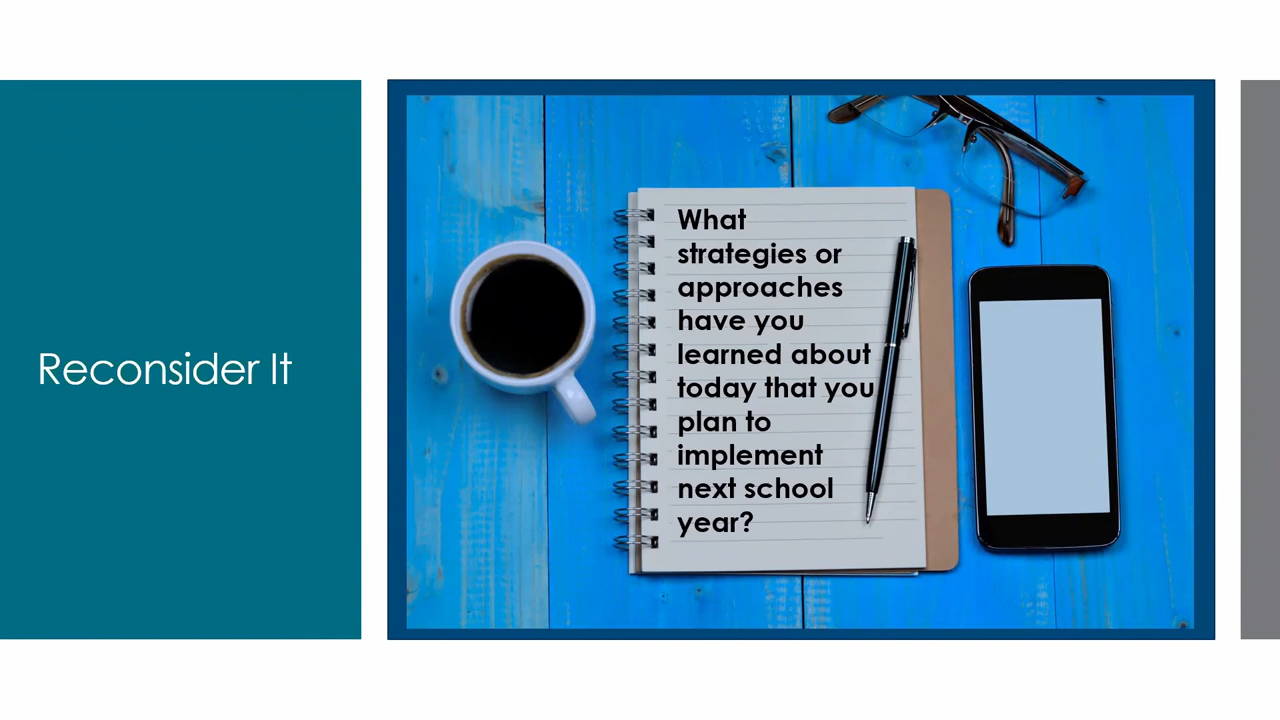 Reconsider It
What
strategies or
approaches
have you
learned about
today that you
plan to
implement
next school
year?